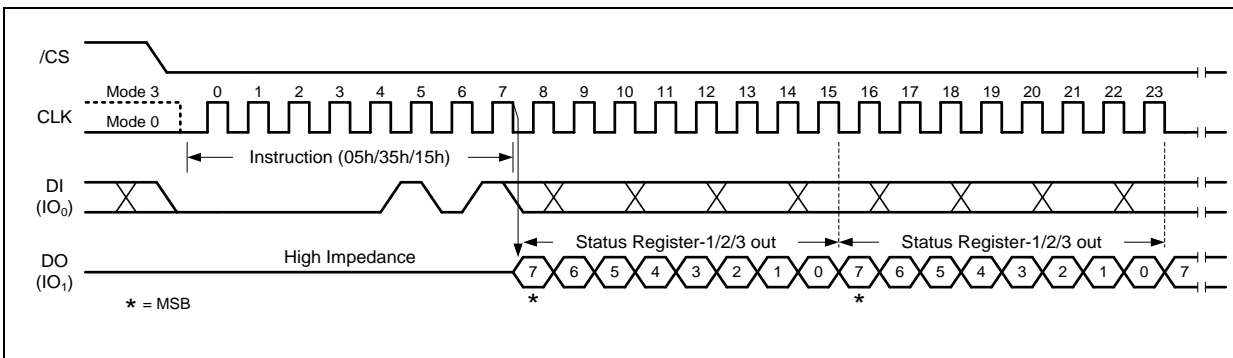 /CS
Mode 3 0 1 2 3 4 5 6 7 8 9 10 11 12 13 14 15 16 17 18 19 20 21 22 23
CLK
Mode 0
Instruction (05h/35h/15h)
DI
(IO₀)
Status Register-1/2/3 out Status Register-1/2/3 out
High Impedance
DO
(IO₁)
7 6 5 4 3 2 1 0 7 6 5 4 3 2 1 0 7
* *
* = MSB